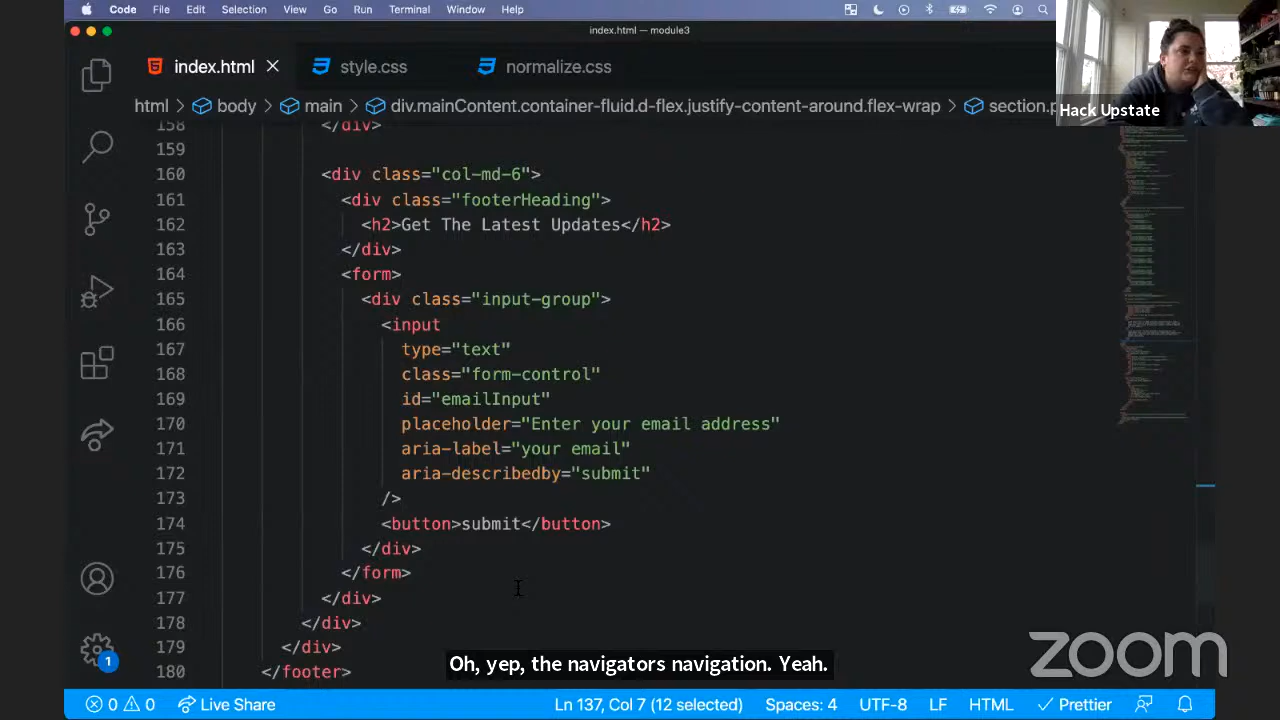 Code File Edit Selection View Go Run Terminal Window Help
index.html — module3
index.html style.css normalize.css
html > body > main > div.mainContent.container-fluid.d-flex.justify-content-around.flex-wrap > section.p
Hack Upstate
158 </div>
159
160 <div class="col-md-6">
161 <div class="footerHeading">
162 <h2>Get The Latest Updates</h2>
163 </div>
164 <form>
165 <div class="input-group">
166 <input
167 type="text"
168 class="form-control"
169 id="emailInput"
170 placeholder="Enter your email address"
171 aria-label="your email"
172 aria-describedby="submit"
173 />
174 <button>submit</button>
175 </div>
176 </form>
177 </div>
178 </div>
179 </div>
180 </footer>
1
zoom
Oh, yep, the navigators navigation. Yeah.
0 0 Live Share Ln 137, Col 7 (12 selected) Spaces: 4 UTF-8 LF HTML Prettier